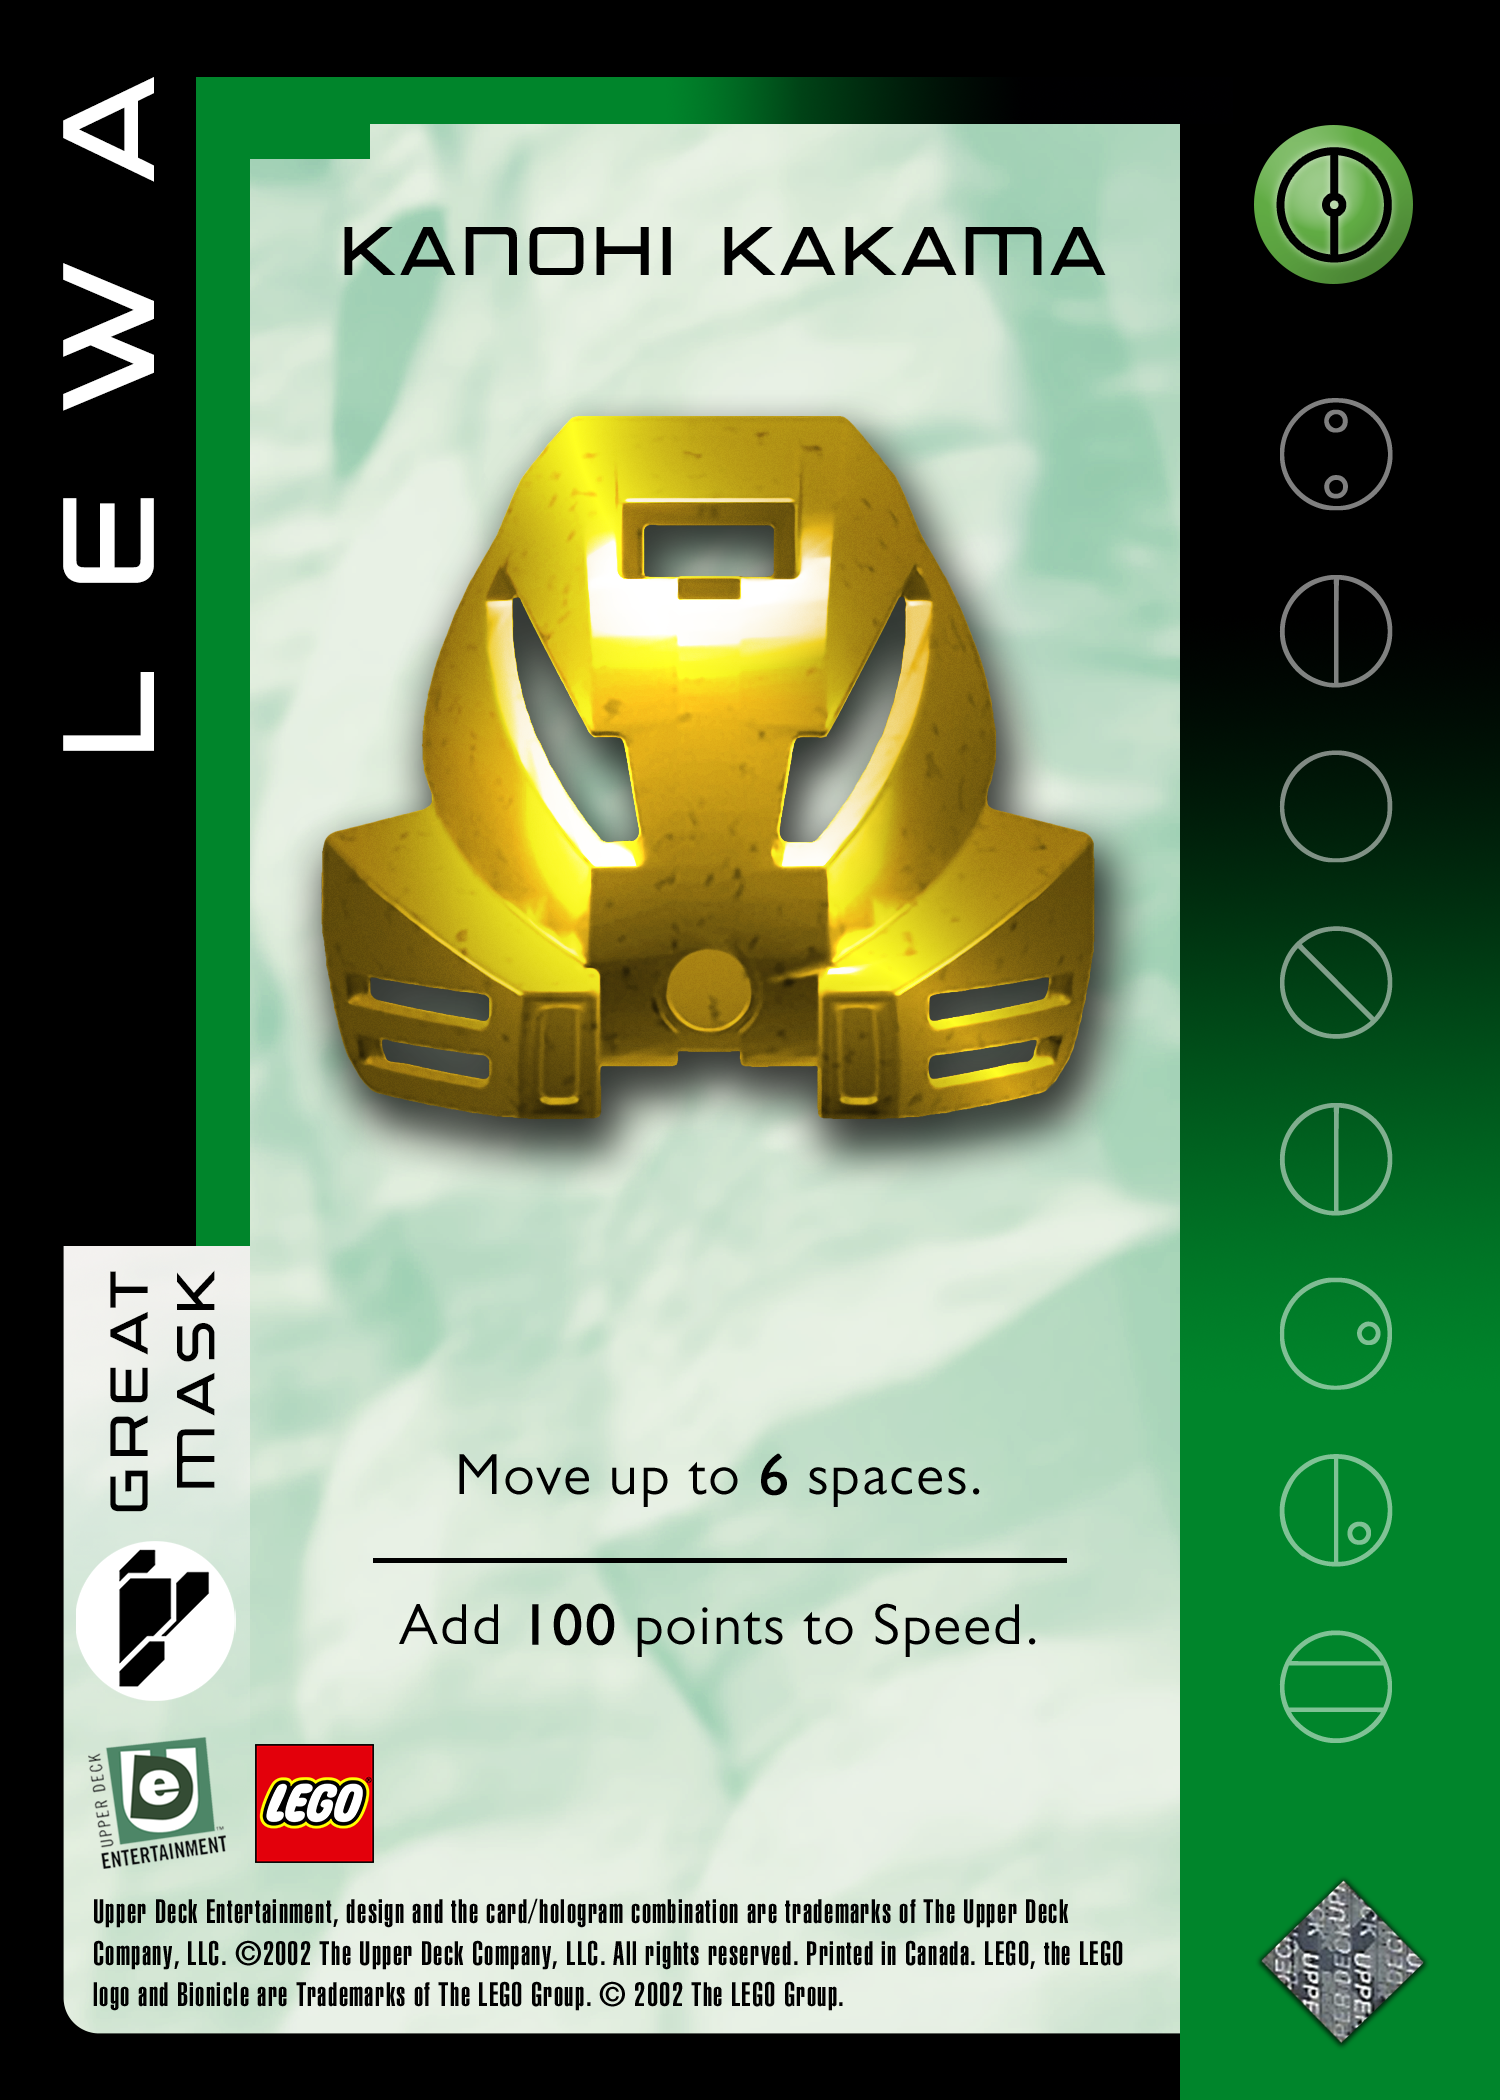 LEWA
KANOHI KAKAMA
GREAT
MASK
Move up to 6 spaces.
Add 100 points to Speed.
UPPER DECK
e
ENTERTAINMENT
LEGO
Upper Deck Entertainment, design and the card/hologram combination are trademarks of The Upper Deck
Company, LLC. ©2002 The Upper Deck Company, LLC. All rights reserved. Printed in Canada. LEGO, the LEGO
logo and Bionicle are Trademarks of The LEGO Group. © 2002 The LEGO Group.